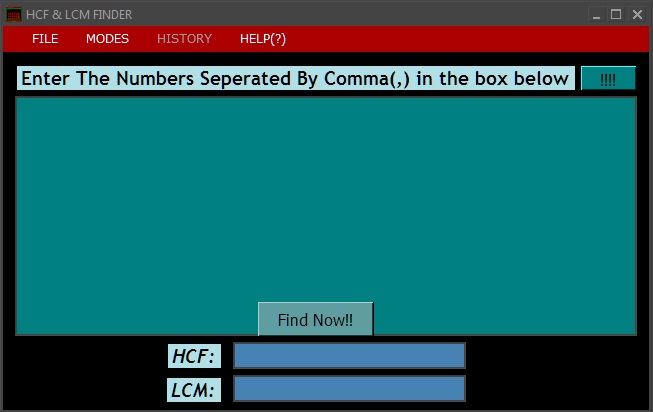 HCF & LCM FINDER
FILE MODES HISTORY HELP(?)
Enter The Numbers Seperated By Comma(,) in the box below !!!!
Find Now!!
HCF:
LCM: